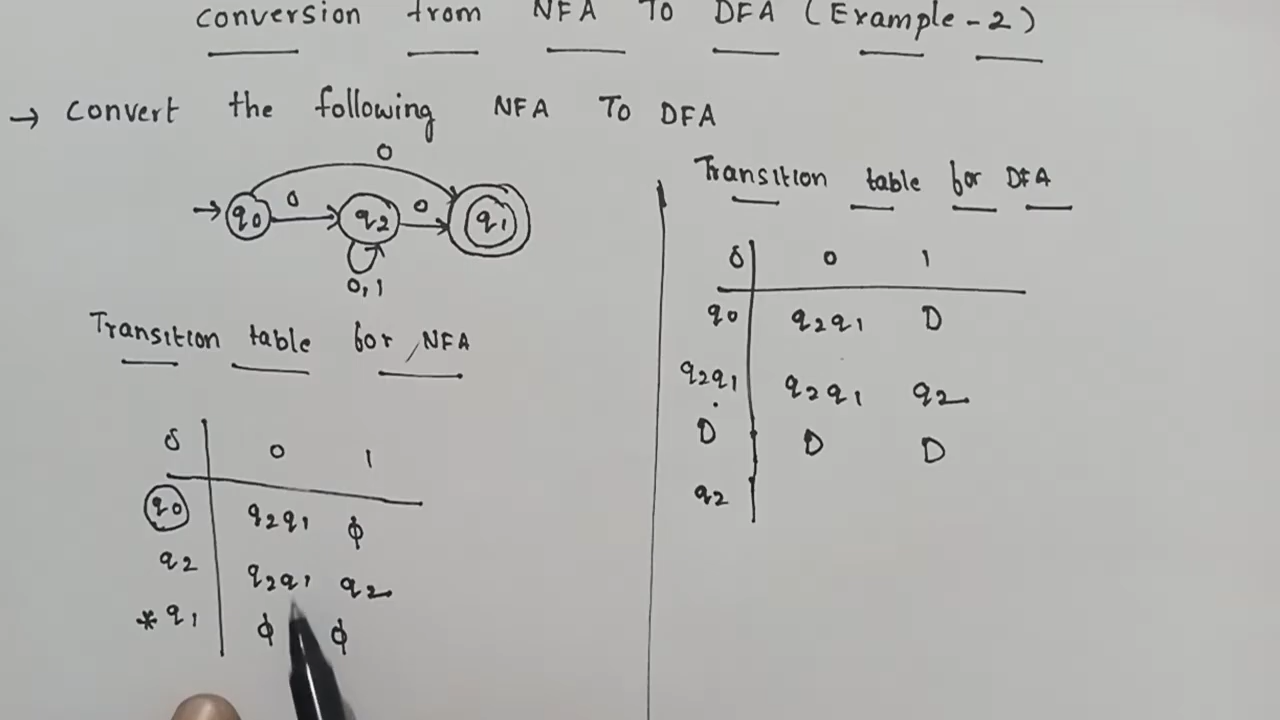 conversion from NFA TO DFA (Example-2)
→ Convert the following NFA TO DFA
0
q0 0 q2 0 q1
0,1
Transition table for NFA
δ 0 1
q0 q2q1 ϕ
q2 q2q1 q2
* q1 ϕ ϕ
Transition table for DFA
δ 0 1
q0 q2q1 D
q2q1 q2q1 q2
D D D
q2